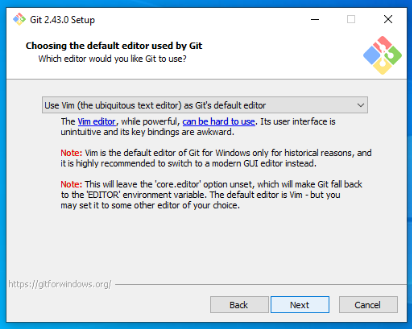 Git 2.43.0 Setup
Choosing the default editor used by Git
Which editor would you like Git to use?
Use Vim (the ubiquitous text editor) as Git's default editor
The Vim editor, while powerful, can be hard to use. Its user interface is
unintuitive and its key bindings are awkward.
Note: Vim is the default editor of Git for Windows only for historical reasons, and
it is highly recommended to switch to a modern GUI editor instead.
Note: This will leave the 'core.editor' option unset, which will make Git fall back
to the 'EDITOR' environment variable. The default editor is Vim - but you
may set it to some other editor of your choice.
https://gitforwindows.org/
Back Next Cancel